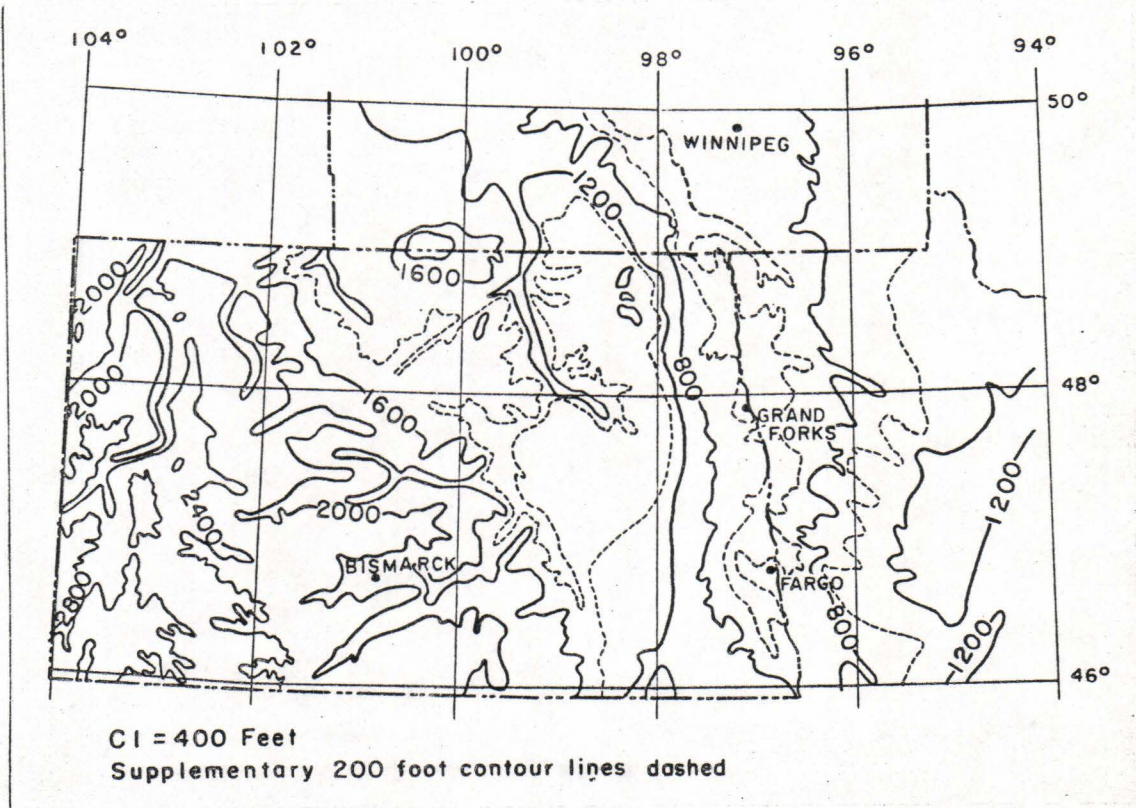 104° 102° 100° 98° 96° 94°
50°
WINNIPEG
1200
1600
2000
2000
48°
800
1600
GRAND
FORKS
1200
2000
2400
BISMARCK
FARGO
2800
800
1200
46°
CI = 400 Feet
Supplementary 200 foot contour lines dashed